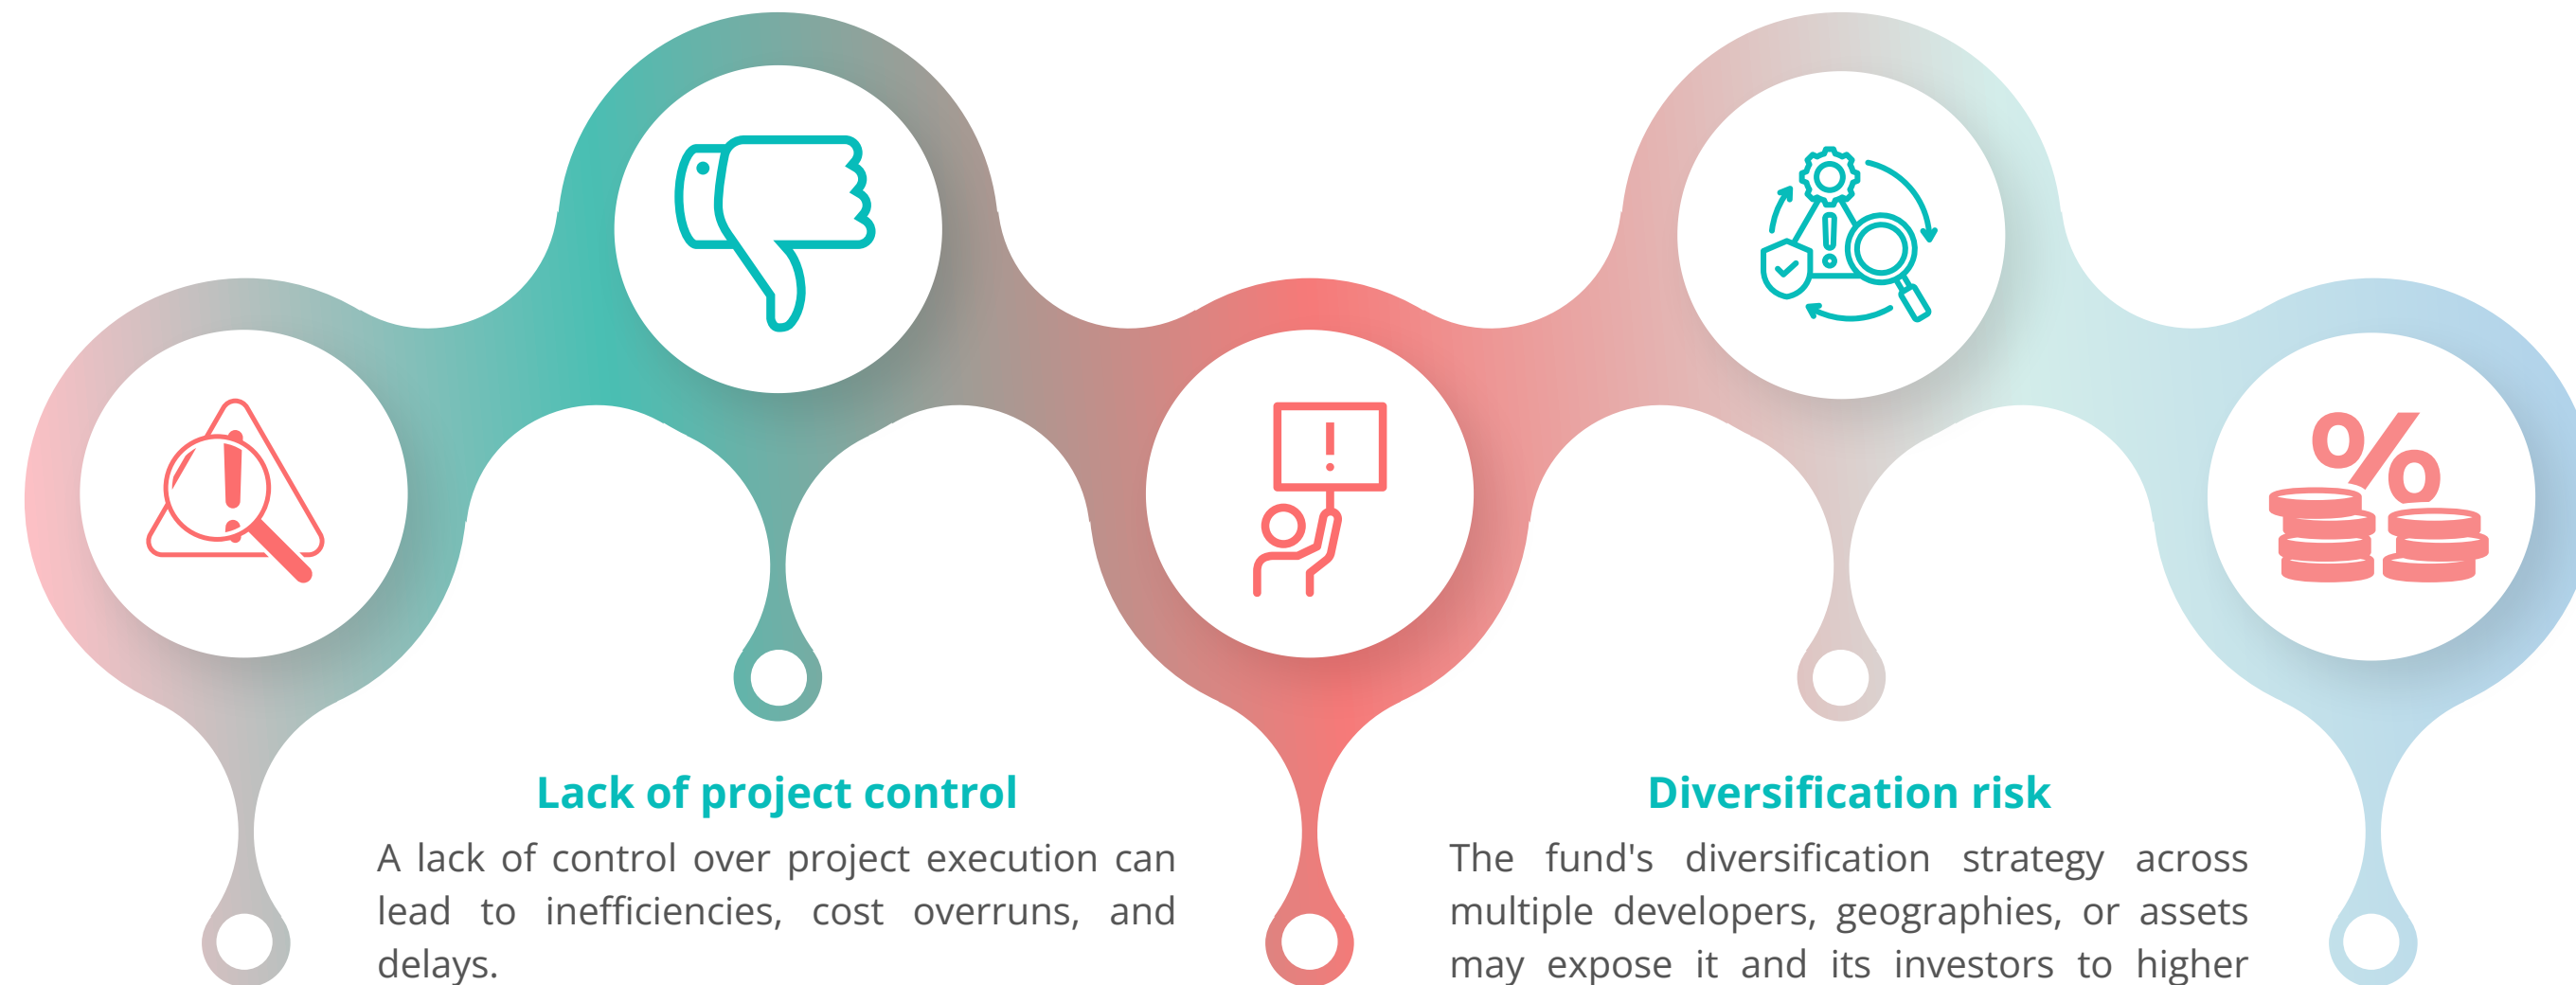 Lack of project control
A lack of control over project execution can
lead to inefficiencies, cost overruns, and
delays.
Diversification risk
The fund's diversification strategy across
multiple developers, geographies, or assets
may expose it and its investors to higher